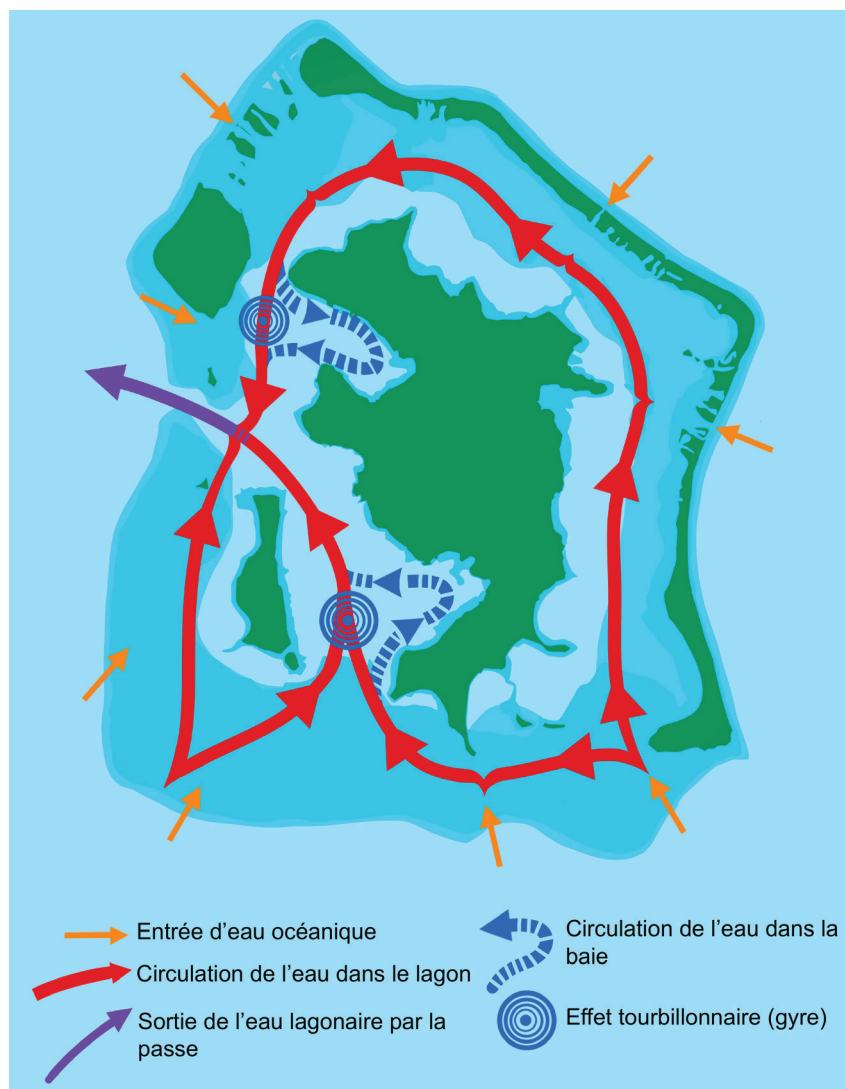 Entrée d’eau océanique
Circulation de l’eau dans le lagon
Sortie de l’eau lagonaire par la
passe
Circulation de l’eau dans la
baie
Effet tourbillonnaire (gyre)